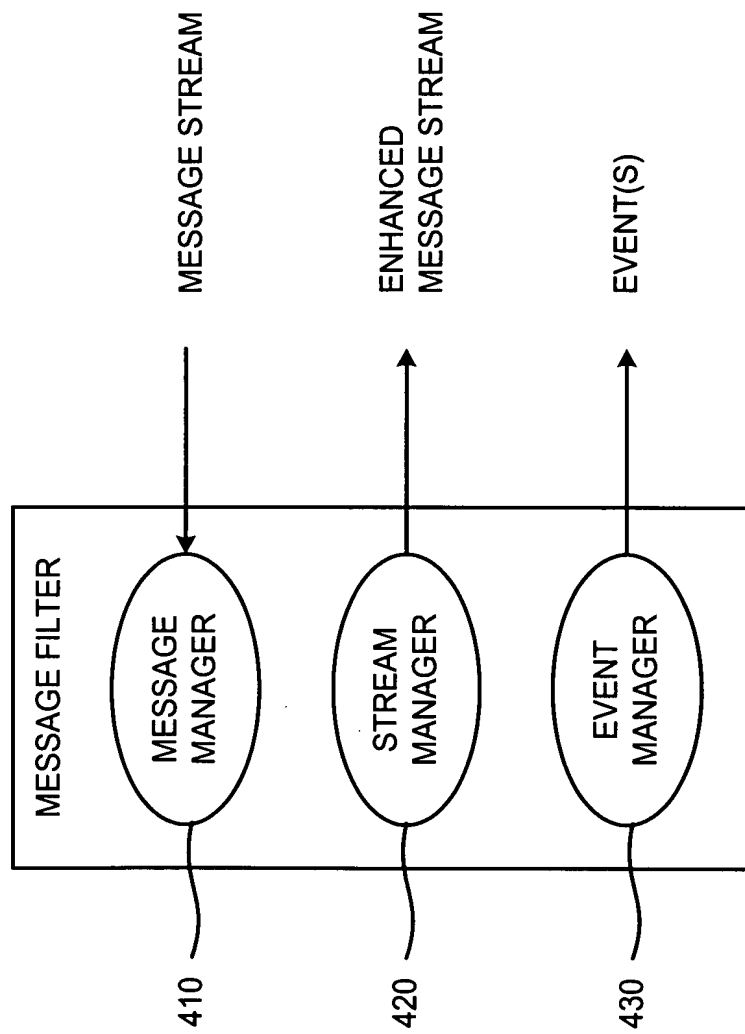 MESSAGE FILTER
410
MESSAGE
MANAGER
MESSAGE STREAM
420
STREAM
MANAGER
ENHANCED
MESSAGE STREAM
430
EVENT
MANAGER
EVENT(S)